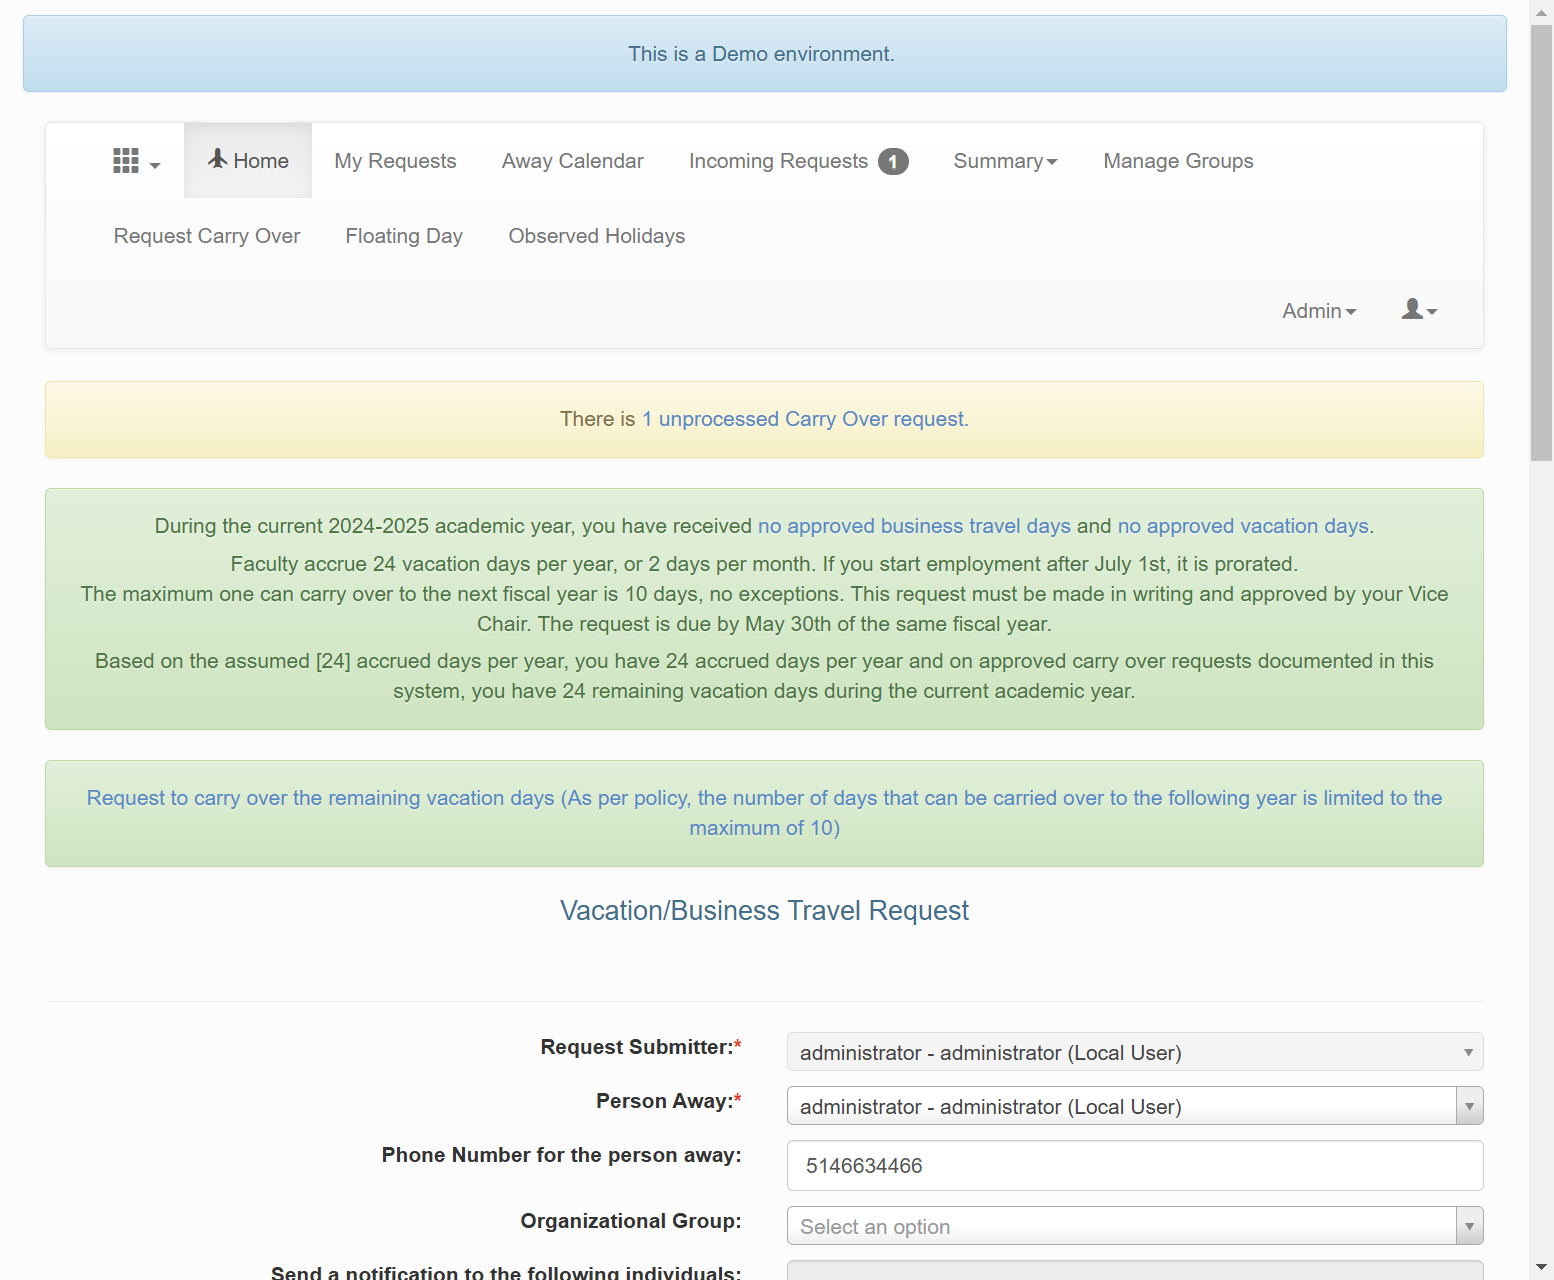 This is a Demo environment.
Home My Requests Away Calendar Incoming Requests 1 Summary Manage Groups
Request Carry Over Floating Day Observed Holidays
Admin
There is 1 unprocessed Carry Over request.
During the current 2024-2025 academic year, you have received no approved business travel days and no approved vacation days.
Faculty accrue 24 vacation days per year, or 2 days per month. If you start employment after July 1st, it is prorated.
The maximum one can carry over to the next fiscal year is 10 days, no exceptions. This request must be made in writing and approved by your Vice
Chair. The request is due by May 30th of the same fiscal year.
Based on the assumed [24] accrued days per year, you have 24 accrued days per year and on approved carry over requests documented in this
system, you have 24 remaining vacation days during the current academic year.
Request to carry over the remaining vacation days (As per policy, the number of days that can be carried over to the following year is limited to the
maximum of 10)
Vacation/Business Travel Request
Request Submitter:* administrator - administrator (Local User)
Person Away:* administrator - administrator (Local User)
Phone Number for the person away: 5146634466
Organizational Group: Select an option
Send a notification to the following individuals: